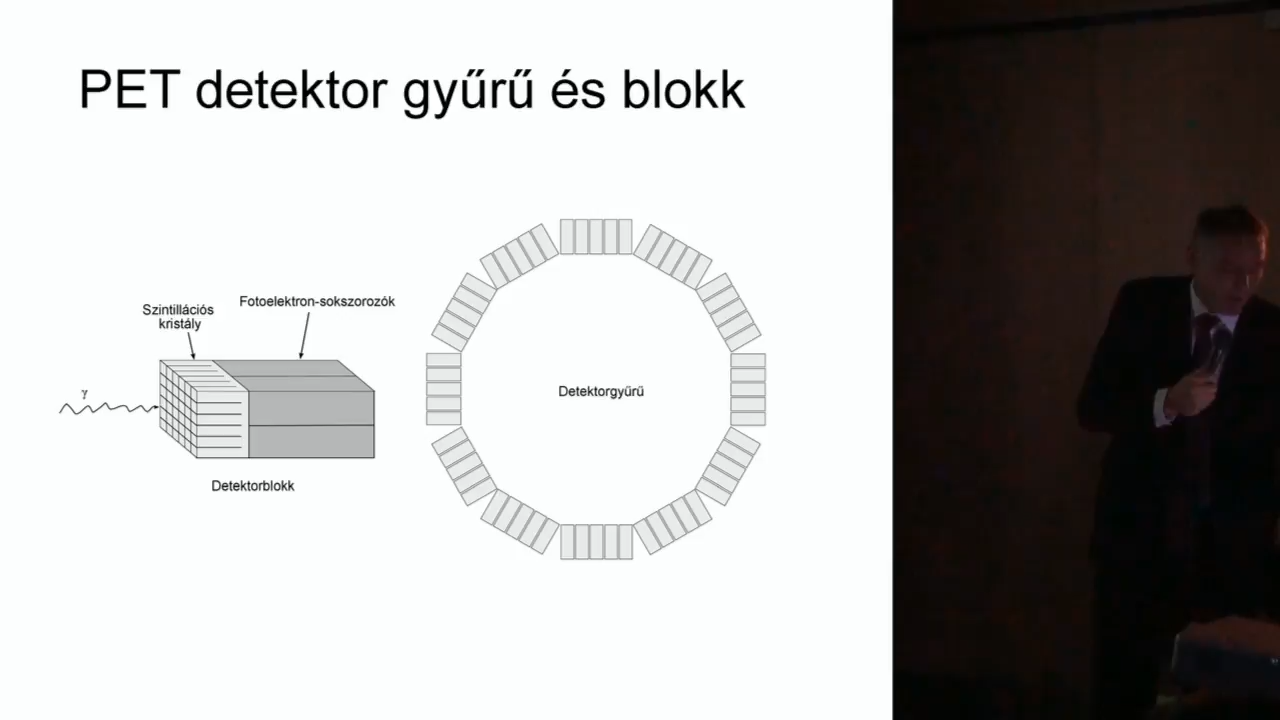 PET detektor gyűrű és blokk
Szintillációs
kristály
Fotoelektron-sokszorozók
γ
Detektorblokk
Detektorgyűrű